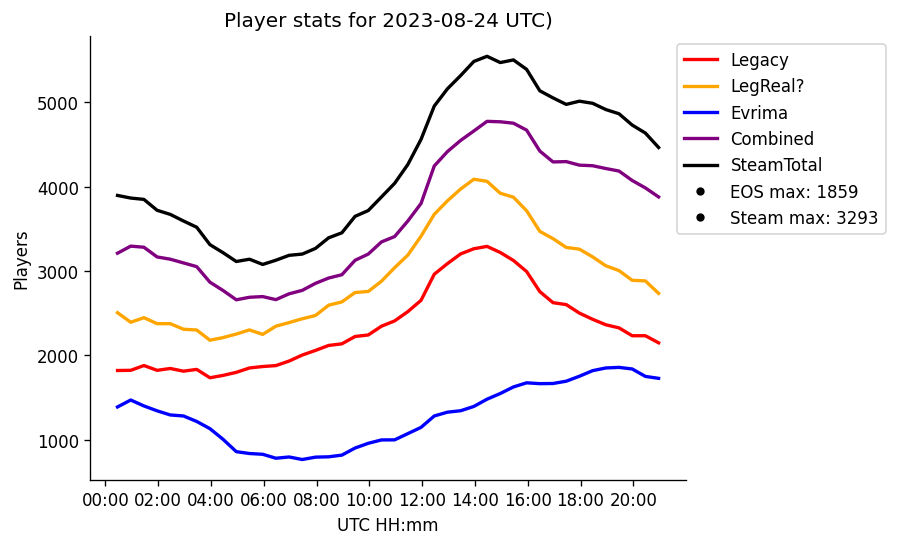 Player stats for 2023-08-24 UTC)
Legacy
LegReal?
Evrima
Combined
SteamTotal
EOS max: 1859
Steam max: 3293
Players
5000
4000
3000
2000
1000
00:00 02:00 04:00 06:00 08:00 10:00 12:00 14:00 16:00 18:00 20:00
UTC HH:mm